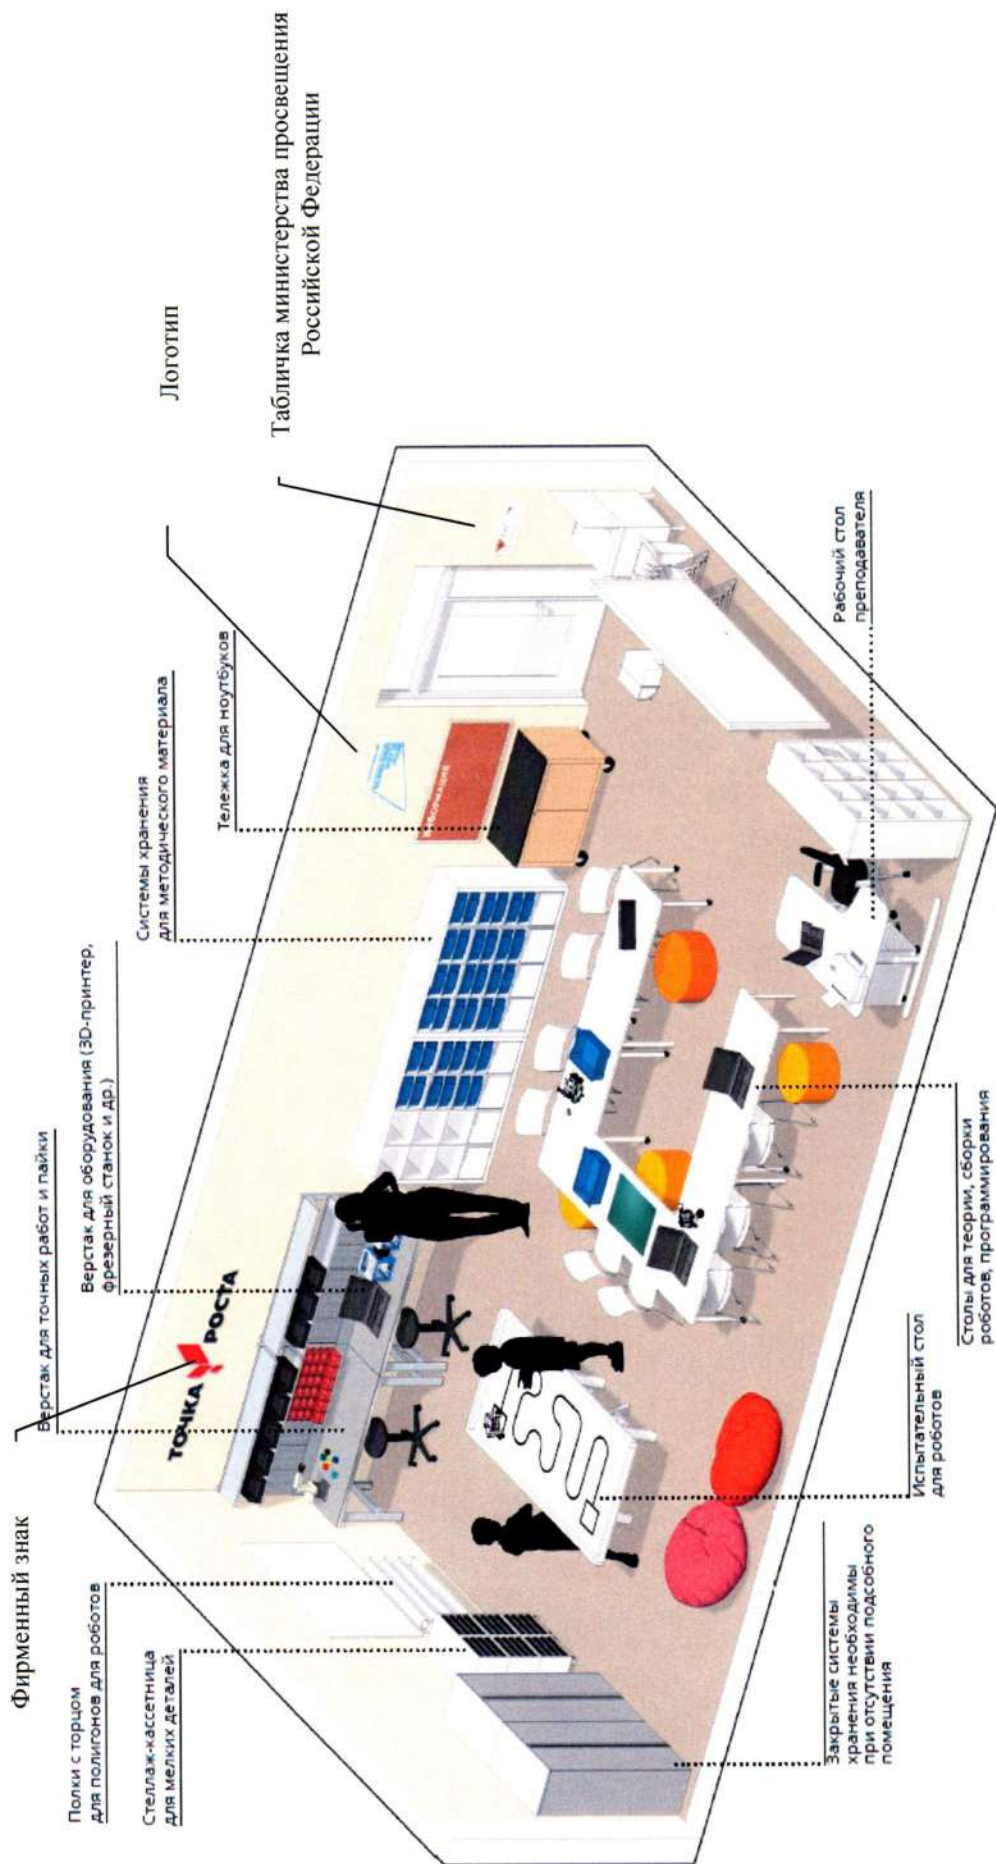 Фирменный знак
Логотип
Табличка министерства просвещения
Российской Федерации
Полки с торцом
для полигонов для роботов
Стеллаж-кассетница
для мелких деталей
Верстак для точных работ и пайки
Верстак для оборудования (3D-принтер,
фрезерный станок и др.)
Системы хранения
для методического материала
Тележка для ноутбуков
ТОЧКА РОСТА
ИНФОРМАЦИЯ
Закрытые системы
хранения необходимы
при отсутствии подсобного
помещения
Испытательный стол
для роботов
Столы для теории, сборки
роботов, программирования
Рабочий стол
преподавателя